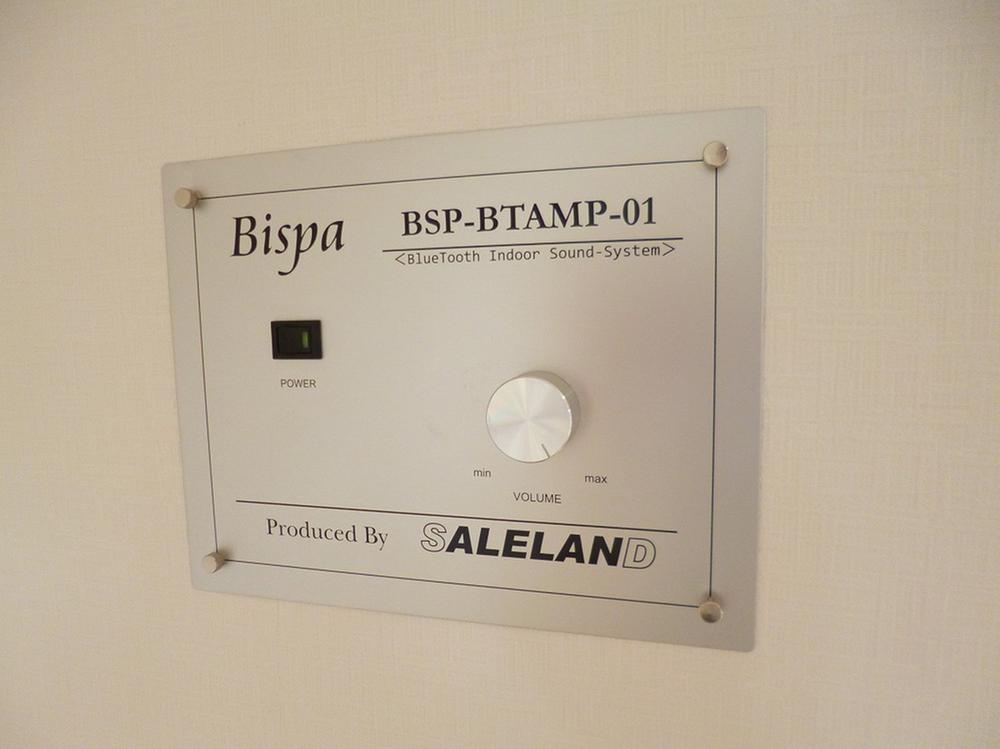 Bispa
BSP-BTAMP-01
<BlueTooth Indoor Sound-System>
POWER
min
max
VOLUME
Produced By SALELAND